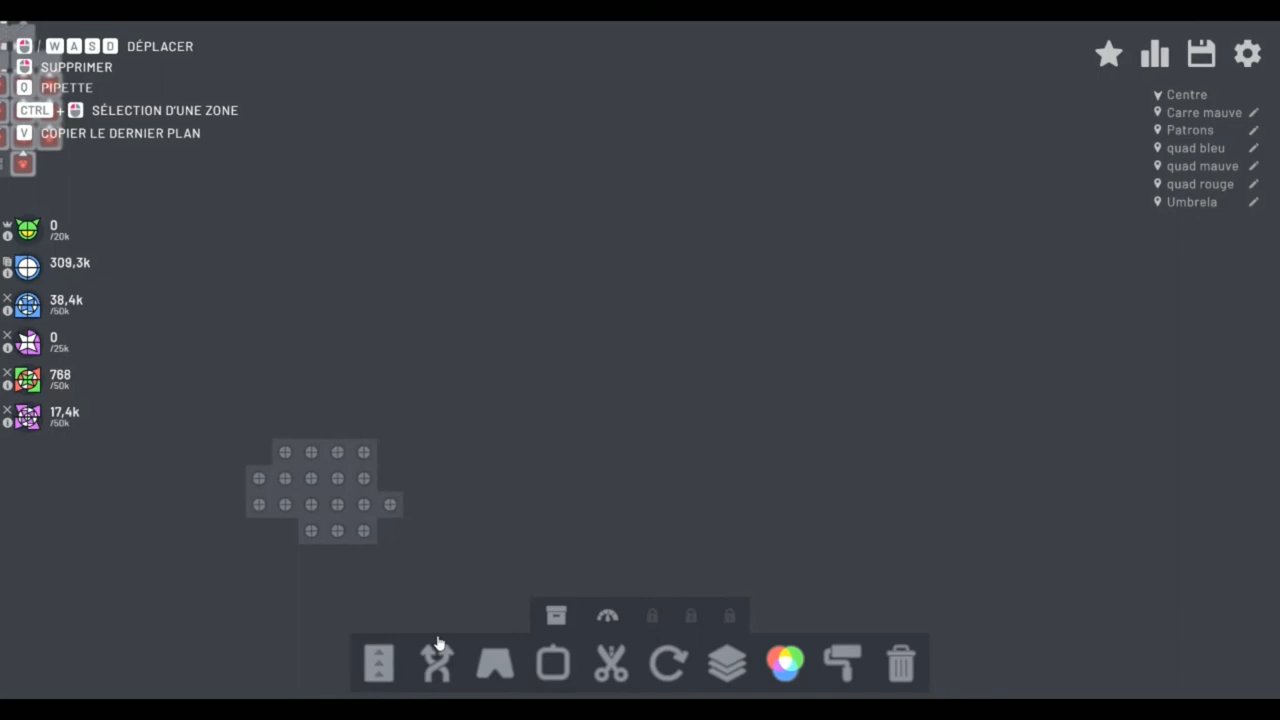 / W A S D DÉPLACER
SUPPRIMER
Q PIPETTE
CTRL + SÉLECTION D'UNE ZONE
V COPIER LE DERNIER PLAN
Centre
Carre mauve
Patrons
quad bleu
quad mauve
quad rouge
Umbrela
0
/20k
309,3k
38,4k
/50k
0
/25k
768
/50k
17,4k
/50k